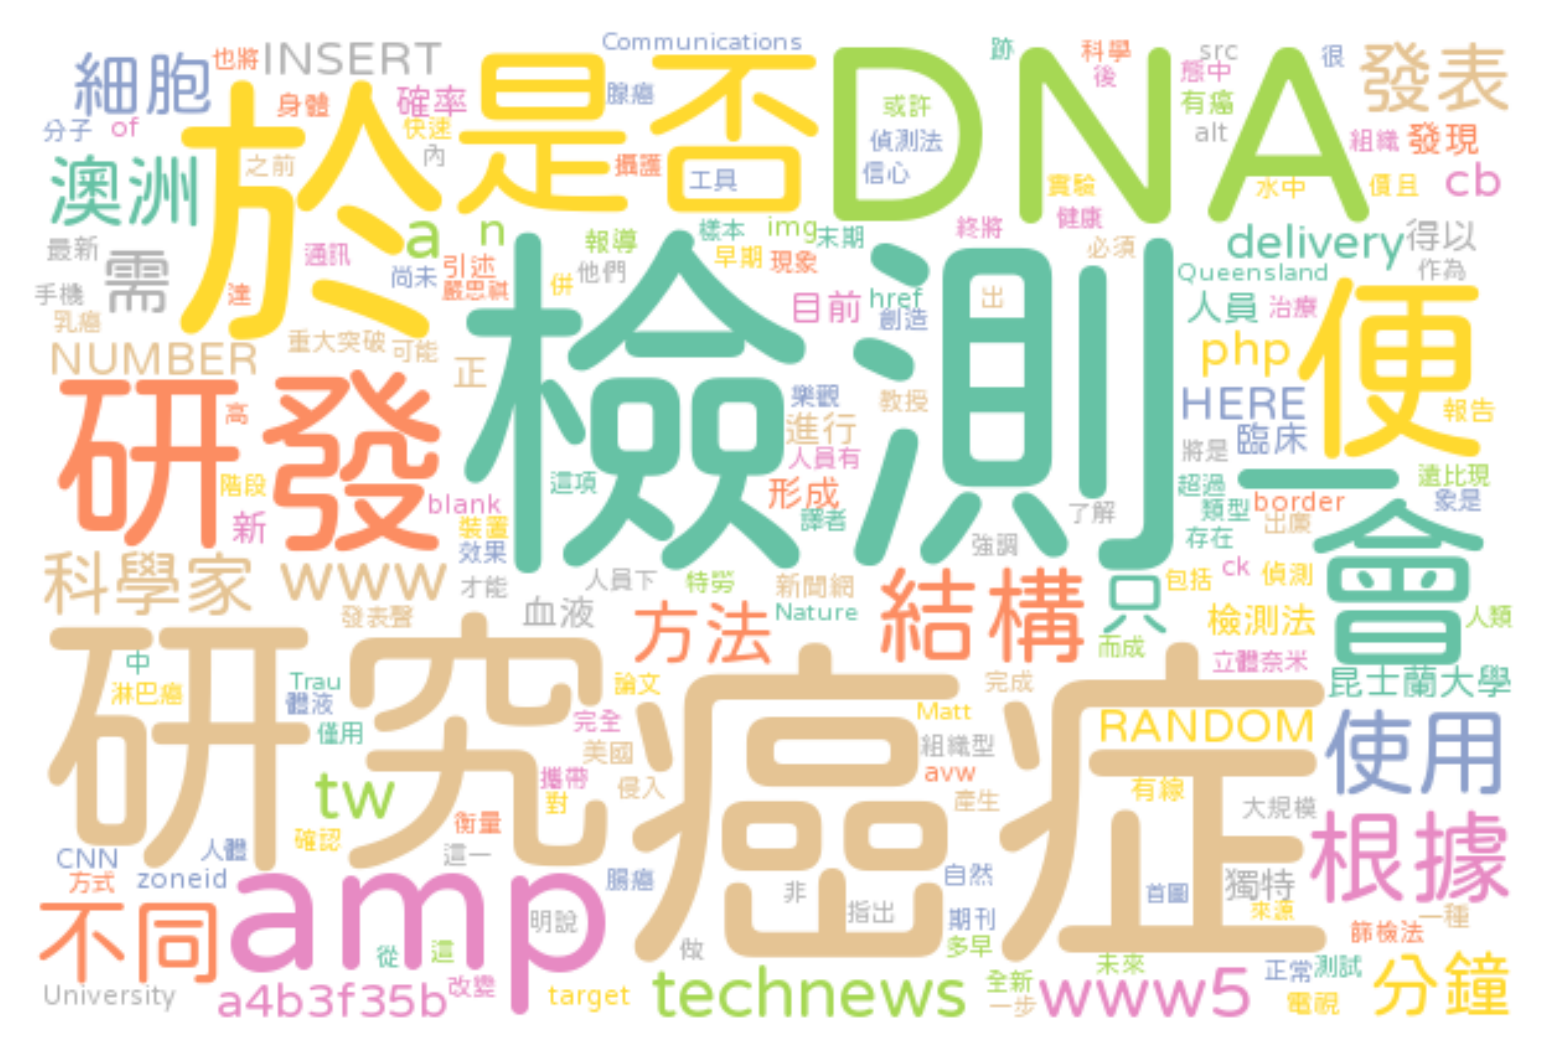 Communications
細胞
也將
INSERT
於
是否
DNA
跡
科學
後
src
態中
很
發表
身體
確率
腺癌
或許
有癌
分子
of
快速
偵測法
alt
組織
發現
澳洲
之前
內
攝護
工具
信心
實驗
水中
價且
cb
健康
a
n
報導
樣本
img
末期
終將
必須
delivery
得以
最新
需
通訊
尚未
引述
嚴思祺
他們
併
早期
現象
Queensland
作為
手機
達
乳癌
檢測
目前
href
創造
出
人員
治療
便
重大突破
可能
NUMBER
正
php
研發
高
樂觀
教授
HERE
報告
進行
臨床
人員有
將是
階段
blank
這項
形成
超過
一
遠比現
新
裝置
譯者
了解
類型
border
象是
效果
強調
存在
出廉
會
科學家
www
才能
人員下
特勞
新聞網
結構
只
包括
ck
偵測
發表聲
血液
方法
Nature
檢測法
人類
而成
研究
癌症
中
立體奈米
昆士蘭大學
淋巴癌
Trau
體液
論文
完成
僅用
完全
Matt
RANDOM
使用
美國
組織型
tw
攜帶
對
侵入
avw
產生
有線
大規模
衡量
根據
確認
CNN
人體
這一
方式
zoneid
amp
腸癌
自然
非
首圖
獨特
不同
明說
指出
期刊
來源
一種
從
這
做
多早
篩檢法
University
a4b3f35b
改變
target
technews
全新
一步
未來
www5
正常
測試
電視
分鐘